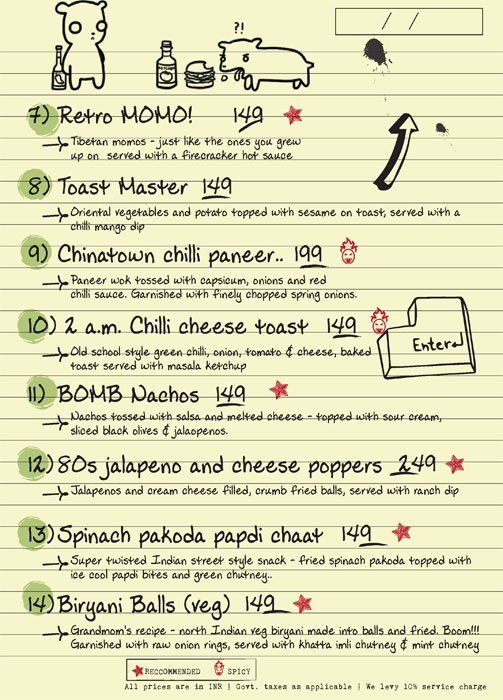 ?!
/ /
7) Retro MOMO! 149
Tibetan momos - just like the ones you grew
up on served with a firecracker hot sauce
8) Toast Master 149
Oriental vegetables and potato topped with sesame on toast, served with a
chilli mango dip
9) Chinatown chilli paneer.. 199
Paneer wok tossed with capsicum, onions and red
chilli sauce. Garnished with finely chopped spring onions.
10) 2 a.m. Chilli cheese toast 149
Old school style green chilli, onion, tomato & cheese, baked
toast served with masala ketchup
Enter
11) BOMB Nachos 149
Nachos tossed with salsa and melted cheese - topped with sour cream,
sliced black olives & jalaopenos.
12) 80s jalapeno and cheese poppers 249
Jalapenos and cream cheese filled, crumb fried balls, served with ranch dip
13) Spinach pakoda papdi chaat 149
Super twisted Indian street style snack - fried spinach pakoda topped with
ice cool papdi bites and green chutney..
14) Biryani Balls (veg) 149
Grandmom's recipe - north Indian veg biryani made into balls and fried. Boom!!!
Garnished with raw onion rings, served with khatta imli chutney & mint chutney
RECCOMMENDED SPICY
All prices are in INR | Govt. taxes as applicable | We levy 10% service charge